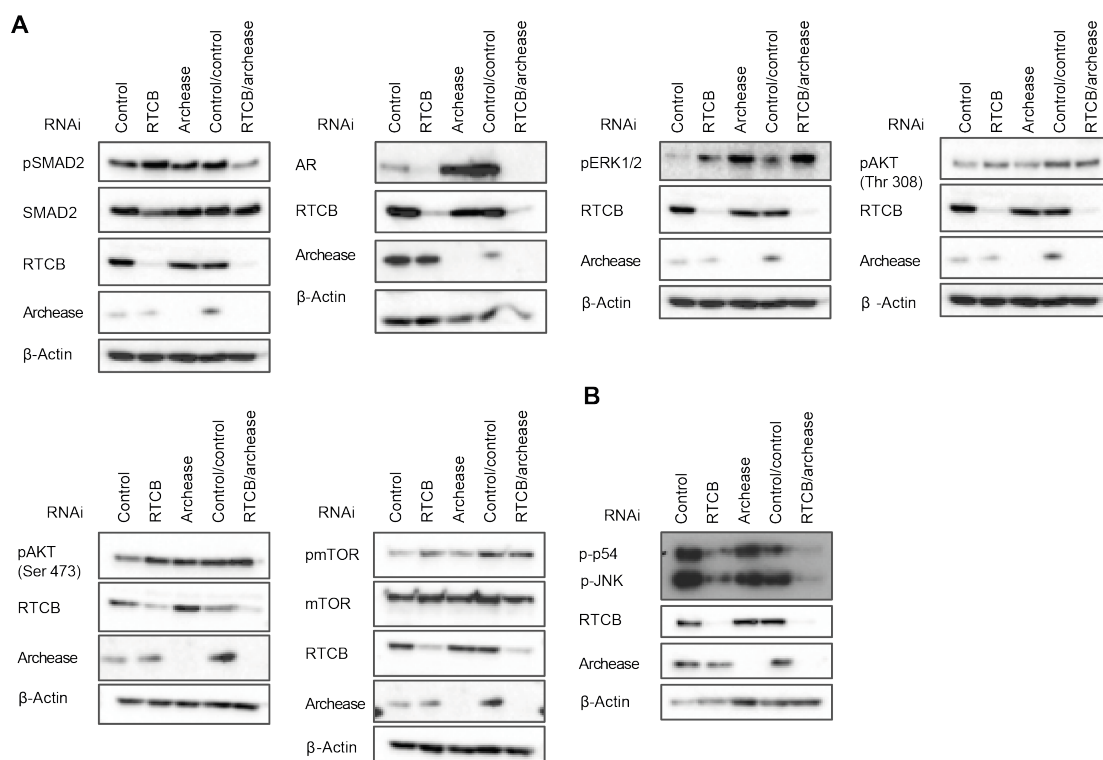 A
RNAi
Control
RTCB
Archease
Control/control
RTCB/archease
pSMAD2
SMAD2
RTCB
Archease
β-Actin
RNAi
Control
RTCB
Archease
Control/control
RTCB/archease
AR
RTCB
Archease
β-Actin
RNAi
Control
RTCB
Archease
Control/control
RTCB/archease
pERK1/2
RTCB
Archease
β-Actin
RNAi
Control
RTCB
Archease
Control/control
RTCB/archease
pAKT
(Thr 308)
RTCB
Archease
β -Actin
RNAi
Control
RTCB
Archease
Control/control
RTCB/archease
pAKT
(Ser 473)
RTCB
Archease
β-Actin
RNAi
Control
RTCB
Archease
Control/control
RTCB/archease
pmTOR
mTOR
RTCB
Archease
β-Actin
B
RNAi
Control
RTCB
Archease
Control/control
RTCB/archease
p-p54
p-JNK
RTCB
Archease
β-Actin